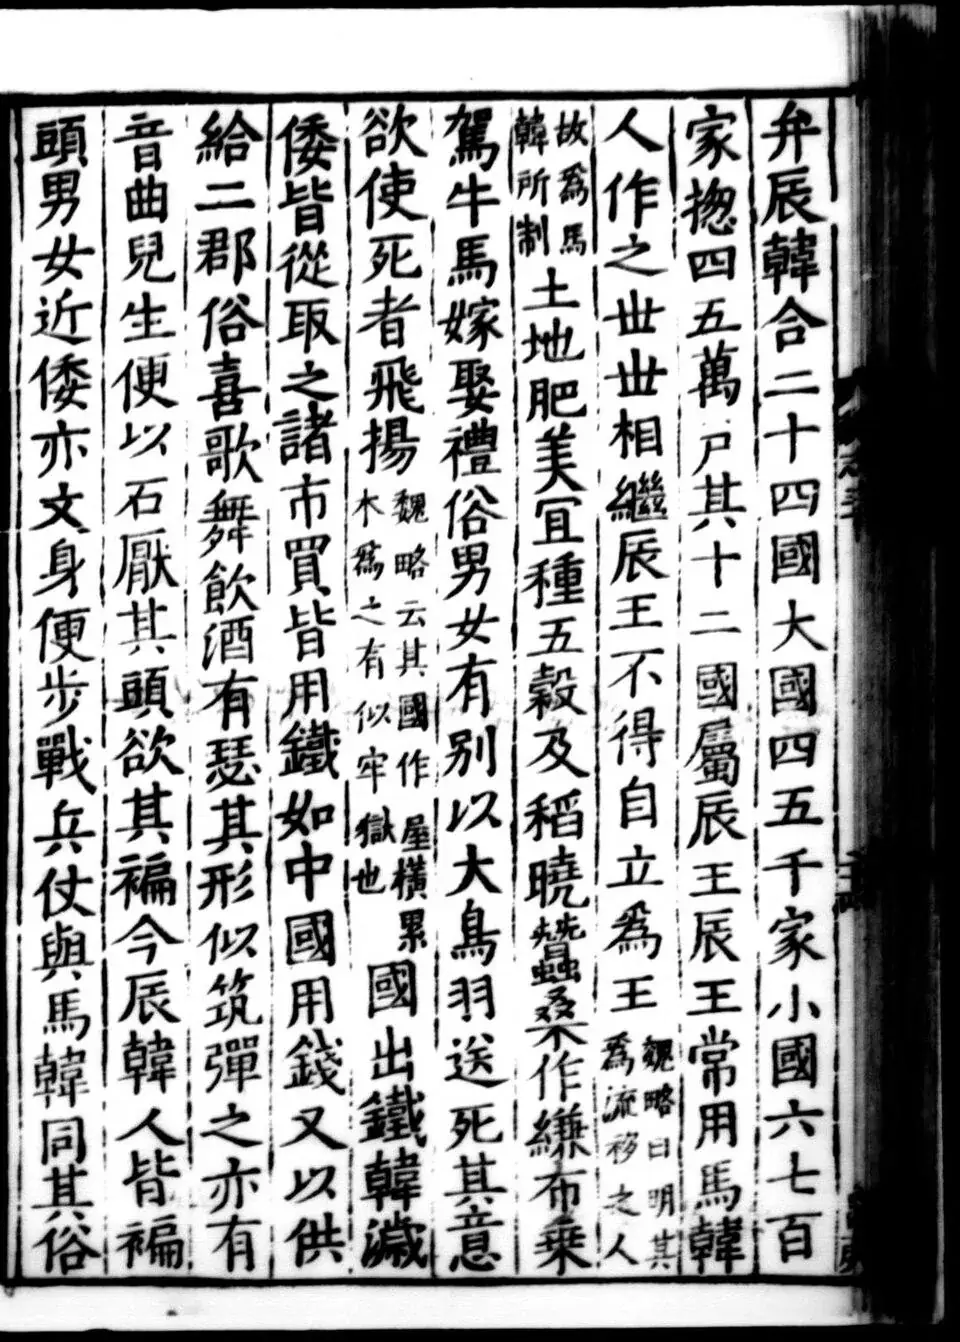 弁辰韓合二十四國大國四五千家小國六七百
家揔四五萬戸其十二國屬辰王辰王常用馬韓
人作之丗丗相繼辰王不得自立爲王魏略曰明其爲流移之人
故爲馬韓所制土地肥美宜種五穀及稻曉蠶桑作縑布乗
駕牛馬嫁娶禮俗男女有别以大鳥羽送死其意
欲使死者飛揚魏略云其國作屋橫累木爲之有似牢獄也國出鐵韓濊
倭皆從取之諸市買皆用鐵如中國用錢又以供
給二郡俗喜歌舞飮酒有瑟其形似筑彈之亦有
音曲兒生便以石厭其頭欲其褊今辰韓人皆褊
頭男女近倭亦文身便步戰兵仗與馬韓同其俗